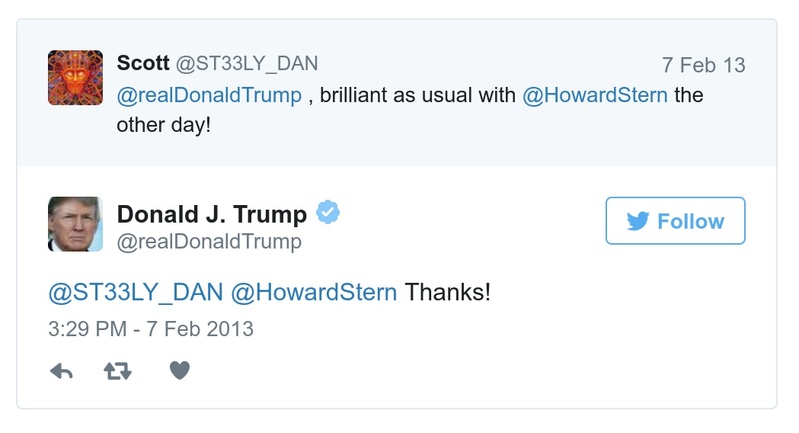 Scott @ST33LY_DAN 7 Feb 13
@realDonaldTrump , brilliant as usual with @HowardStern the
other day!
Donald J. Trump
@realDonaldTrump
Follow
@ST33LY_DAN @HowardStern Thanks!
3:29 PM - 7 Feb 2013